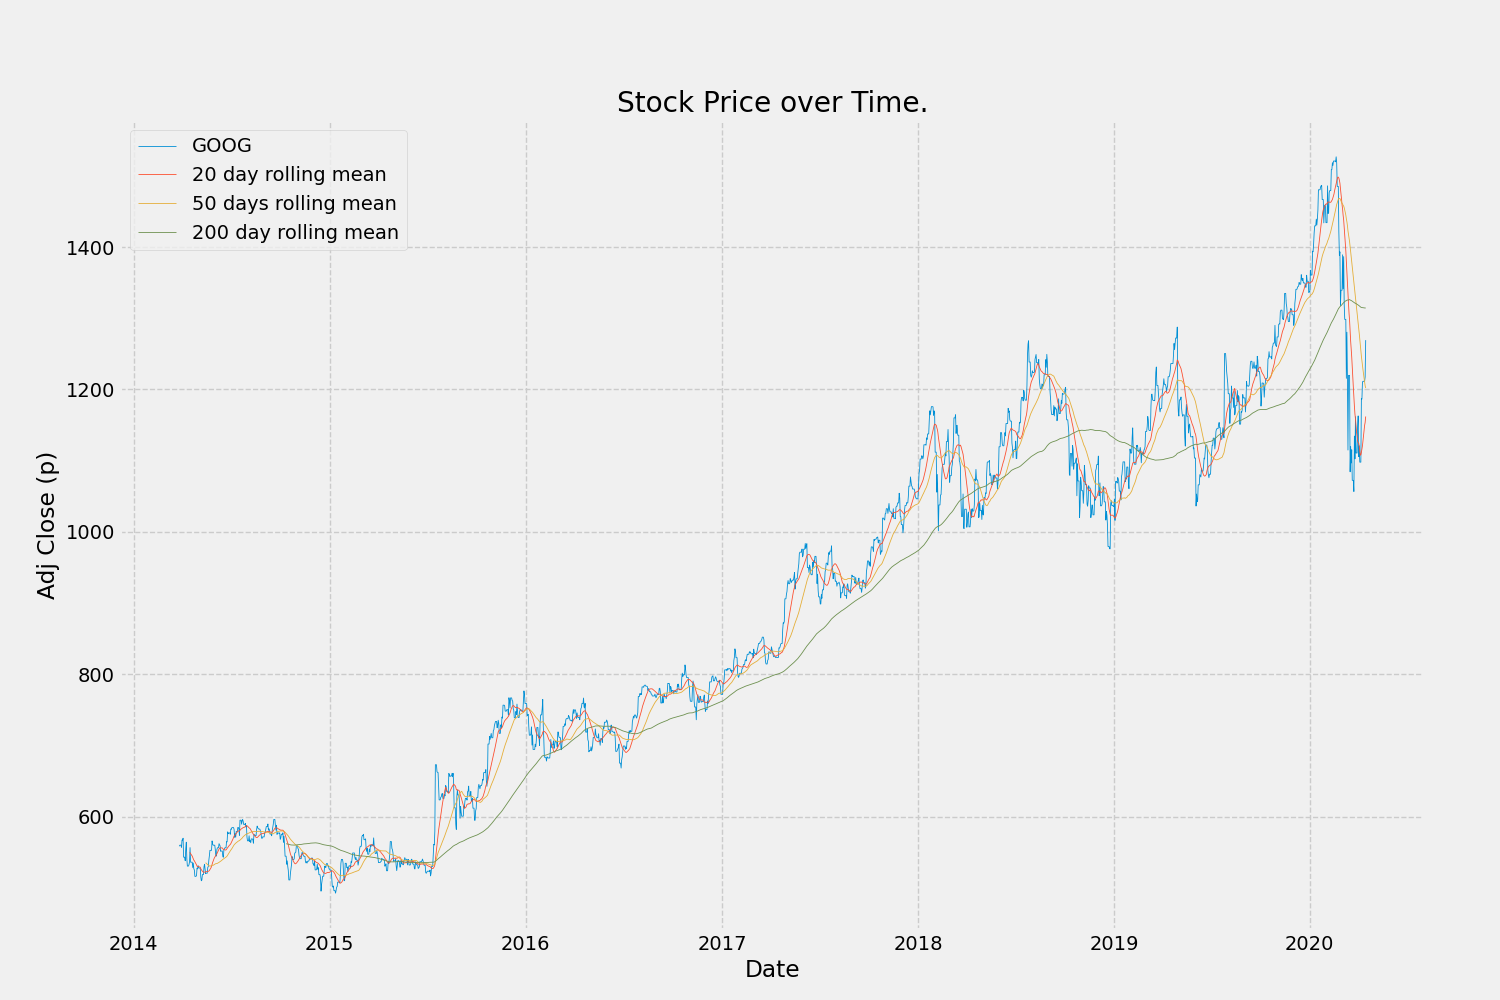 Stock Price over Time.
GOOG
20 day rolling mean
50 days rolling mean
200 day rolling mean
Adj Close (p)
1400
1200
1000
800
600
2014 2015 2016 2017 2018 2019 2020
Date